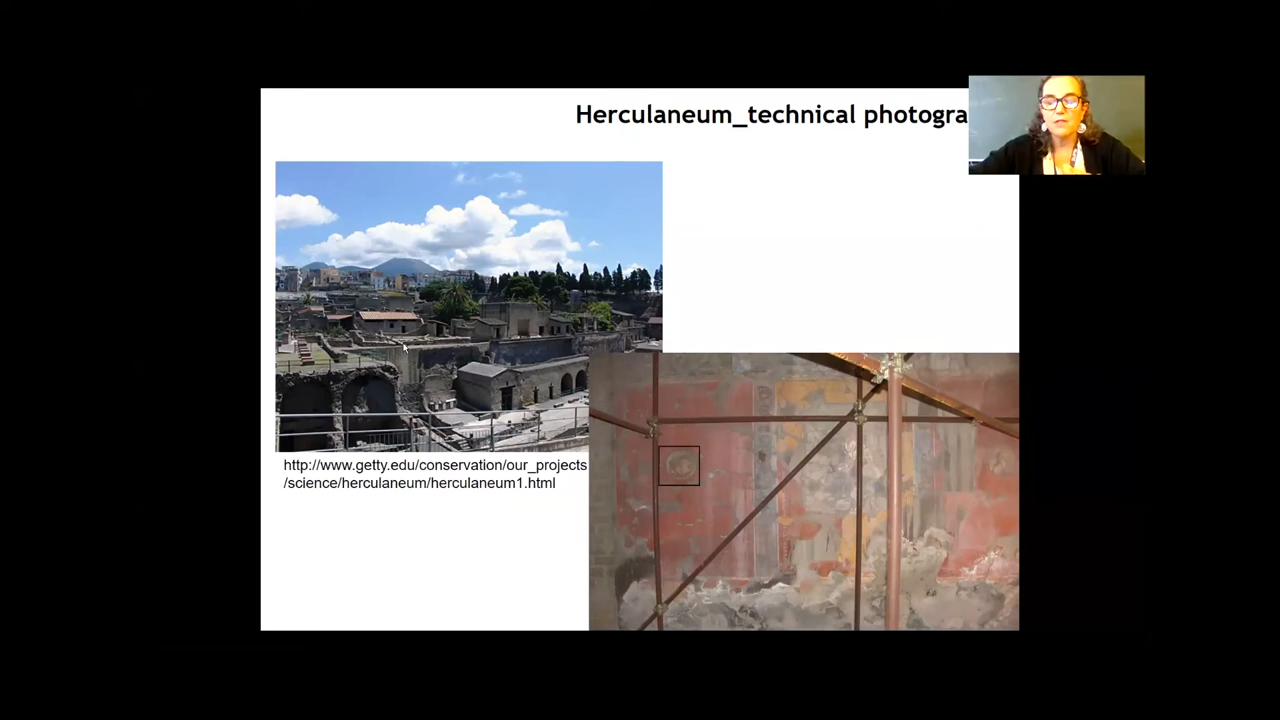 Herculaneum_technical photogra
http://www.getty.edu/conservation/our_projects
/science/herculaneum/herculaneum1.html